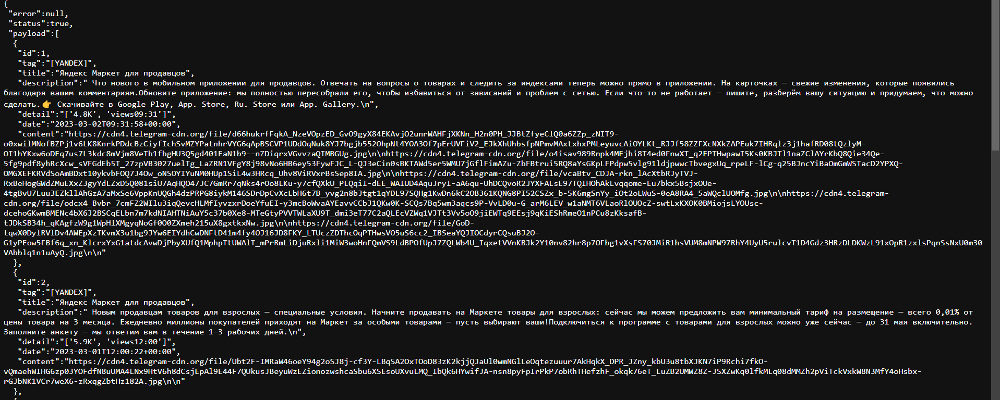 {
"error":null,
"status":true,
"payload":[
{
"id":1,
"tag":"[YANDEX]",
"title":"Яндекс Маркет для продавцов",
"description":" Что нового в мобильном приложении для продавцов. Отвечать на вопросы о товарах и следить за индексами теперь можно прямо в приложении. На карточках — свежие изменения, которые появились
благодаря вашим комментариям.Обновите приложение: мы полностью пересобрали его, чтобы избавиться от зависаний и проблем с сетью. Если что-то не работает — пишите, разберём вашу ситуацию и придумаем, что можно
сделать.👉 Скачивайте в Google Play, App. Store, Ru. Store или App. Gallery.\n",
"detail":"['4.8K', 'views09:31']",
"date":"2023-03-02T09:31:58+00:00",
"content":"https://cdn4.telegram-cdn.org/file/d66hukrfFqkA_NzeVOpzED_GvO9gyX84EKAvjO2unrWAHFjXKNn_H2n0PH_JJBtZfyeClQ0a6ZZp_zNIT9-
o0xwilMNofBZPj1v6LK8KnrkPDdcBzCiyfIchSvMZYPatnhrVYG6qApBSCVP1UDdOqNuk8YJ7bgjb552OhpNt4YOA3Of7pErUVFiV2_EJkXhUhbsfpNPmvMAxtxhxPMLeyuvcAiOYLKt_RJJf58ZZFXcNXkZAPEuk7IHRqlz3j1hafRD08tQzlyM-
OI1hYKxw6oDEq7us7L3kdc8mVjm8VeTh1fbgHU3Q5gd401EaN1b9--nZDiqrxVGvvzaQIMBGUg.jpg\n\nhttps://cdn4.telegram-cdn.org/file/o4isav989Rnpk4MEjhi8T4ed0FnwXT_q2EPTHwpawI5Ks0KBJTl1naZClAYrKbQ8Qie34Qe-
5fg9pdf8yhRcXcw_sVFGdEb5T_27zpVB3027uelTg_LaZRN1VFgY8j98vNo6HB6ey53FywFJC_L-QJ3eCin0sBKTAWd5er5WMU7jGflFimAZu-ZbFBtrui5RQ8aYsGKpLFPdpw5vlg91ldjpwwcTbvegxUq_rpeLF-lCg-q25BJncYiBaOmGmWSTacD2YPXQ-
OMGXEFKRVdSoAmBDxt10ykvbFOQ7J4Ow_oNSOYIYuNM0HUp1SiL4w3HRcq_Uhv8ViRVxrBsSep8IA.jpg\n\nhttps://cdn4.telegram-cdn.org/file/vcaBtv_CDJA-rkn_lAcXtbRJyTVJ-
RxBeHogGWdZMuEXxZ3gyYdLZxD5Q081siU7AqHQO47JC7GmRr7qNks4rOo8LKu-y7cfQXkU_PLQqiI-dEE_WAIUD4AquJryI-aA6qu-UhDCQvoR2JYXFALsE97TQIHOhAkLvqqome-Eu7bkx5BsjxOUe-
4tgBvU7Luu3EZkllAhGzA7aMxSe6VppKnUQGh4dzPRPG8iykM146SDrDpCvXcLbH6t7B_yvg2n8bJtgt1qYDL97SQHg1KwDn6kC2OB361KQNG8PI52CSZx_b-5K6mgSnYy_iOt2oLWuS-0eA8RA4_5aWQclUOMfg.jpg\n\nhttps://cdn4.telegram-
cdn.org/file/odcx4_Bvbr_7cmFZ2WIlu3iqQevcHLMfIyvzxrDoeYfuEI-y3mcBoWvaAYEavvCCbJ1QKw0K-SCQs7Bq5wm3aqcs9P-VvLD0u-G_arM6LEV_w1aNMT6VLaoRlOUOcZ-swtLxKXOK0BMiojsLYOUsc-
dcehoGKwmBMENc4bX6J2BSCqELbn7m7kdNIAHTNiAuY5c37b0Xe8-MTeGtyPVVTWLaXU9T_dmi3eT77C2aQLEcVZWq1VJTt3Vv5oO9jiEWTq9EEsj9qKiEShRmeO1nPCu8zKksafB-
tJDkSB34h_qKAgfzW9g1WpHlXMgyqNoGf0O0ZXmeh215uX8gxtkxNw.jpg\n\nhttps://cdn4.telegram-cdn.org/file/GoD-
tqwX0DylRVlDv4AWEpXzTKvmX3u1bg9JYw6EIYdhCwDNFtD41m4fy4OJ16JD8FKY_LTUczZDThcOqPTHwsVO5uS6cc2_IBSeaYQJIOCdyrCQsuBJ2O-
G1yPEow5FBf6q_xn_KlcrxYxG1atdcAvwDjPbyXUfQ1MphpTtUWAlT_mPrRmLiDjuRxli1MiW3woHnFQmVS9LdBPOfUpJ7ZQLWb4U_IqxetVVnKBJk2Y10nv82hr8p7OFbg1vXsFS70JMiR1hsVUM8mNPW97RhY4UyU5rulcvT1D4Gdz3HRzDLDKWzL91xOpR1zxlsPqnSsNxU0m30
VAbblq1n1uAyQ.jpg\n\n"
},
{
"id":2,
"tag":"[YANDEX]",
"title":"Яндекс Маркет для продавцов",
"description":" Новым продавцам товаров для взрослых — специальные условия. Начните продавать на Маркете товары для взрослых: сейчас мы можем предложить вам минимальный тариф на размещение — всего 0,01% от
цены товара на 3 месяца. Ежедневно миллионы покупателей приходят на Маркет за особыми товарами — пусть выбирают ваши!Подключиться к программе с товарами для взрослых можно уже сейчас — до 31 мая включительно.
Заполните анкету — мы ответим вам в течение 1–3 рабочих дней.\n",
"detail":"['5.9K', 'views12:00']",
"date":"2023-03-01T12:00:22+00:00",
"content":"https://cdn4.telegram-cdn.org/file/Ubt2F-IMRaW46oeY94g2oSJ8j-cf3Y-LBqSA2OxTOoD83zK2kjjQJaUl0wmNGlLeOqtezuuur7AkHqkX_DPR_JZny_kbU3u8tbXJKN7iP9Rchi7fkO-
vQmaehWIHG6zp03YOFdfN8uUMA4LNx9HtV6h8dCsjEpAl9E44F7QUkusJBeyuWzEZionozwshcaSbu6XSEsoUXvuLMQ_IbQk6HYwifJA-nsn8pyFpIrPkP7obRhTHefzhF_okqk76eT_LuZB2UMWZ8Z-JSXZwKq0lfkMLq08dMMZh2pViTckVxkW8N3MfY4oHsbx-
rGJbNK1VCr7weX6-zRxqgZbtHz182A.jpg\n\n"
},